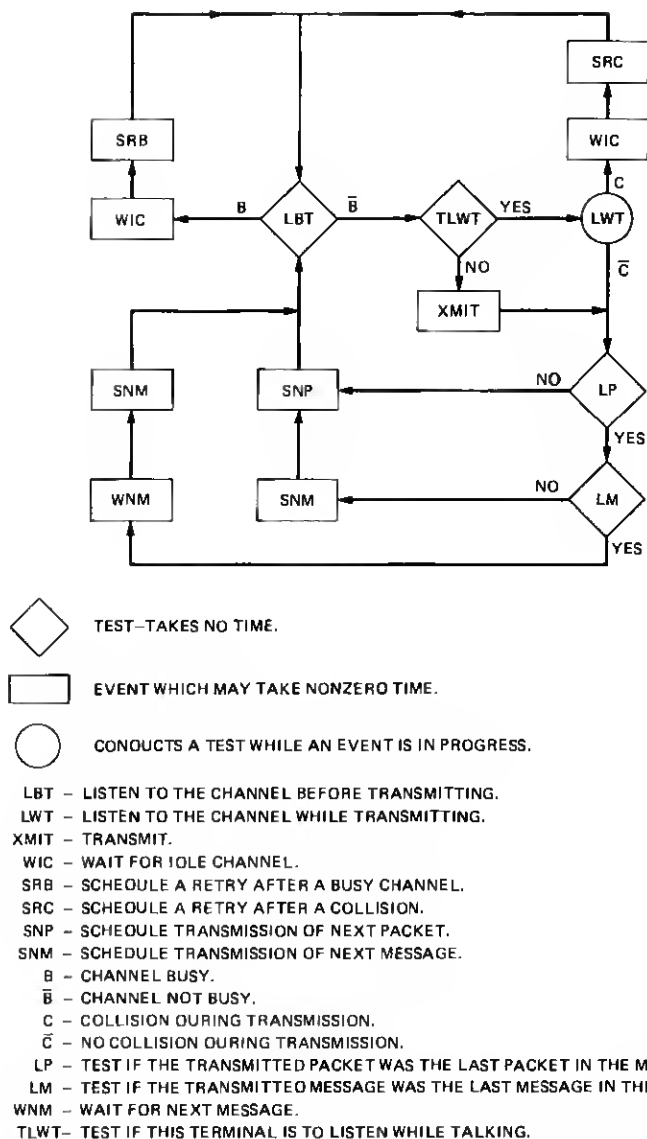 SRC
SRB
WIC
WIC
B
LBT
B̅
TLWT
YES
C
LWT
NO
C̅
XMIT
SNM
SNP
NO
LP
YES
WNM
SNM
NO
LM
YES
TEST–TAKES NO TIME.
EVENT WHICH MAY TAKE NONZERO TIME.
CONDUCTS A TEST WHILE AN EVENT IS IN PROGRESS.
LBT – LISTEN TO THE CHANNEL BEFORE TRANSMITTING.
LWT – LISTEN TO THE CHANNEL WHILE TRANSMITTING.
XMIT – TRANSMIT.
WIC – WAIT FOR IOLE CHANNEL.
SRB – SCHEOULE A RETRY AFTER A BUSY CHANNEL.
SRC – SCHEOULE A RETRY AFTER A COLLISION.
SNP – SCHEDULE TRANSMISSION OF NEXT PACKET.
SNM – SCHEDULE TRANSMISSION OF NEXT MESSAGE.
B – CHANNEL BUSY.
B̅ – CHANNEL NOT BUSY.
C – COLLISION OURING TRANSMISSION.
C̅ – NO COLLISION OURING TRANSMISSION.
LP – TEST IF THE TRANSMITTED PACKET WAS THE LAST PACKET IN THE M
LM – TEST IF THE TRANSMITTEO MESSAGE WAS THE LAST MESSAGE IN THE
WNM – WAIT FOR NEXT MESSAGE.
TLWT– TEST IF THIS TERMINAL IS TO LISTEN WHILE TALKING.